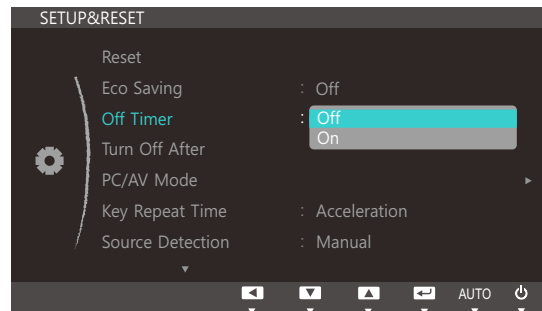 SETUP&RESET
Reset
Eco Saving : Off
Off Timer : Off
On
Turn Off After
PC/AV Mode
Key Repeat Time : Acceleration
Source Detection : Manual
AUTO